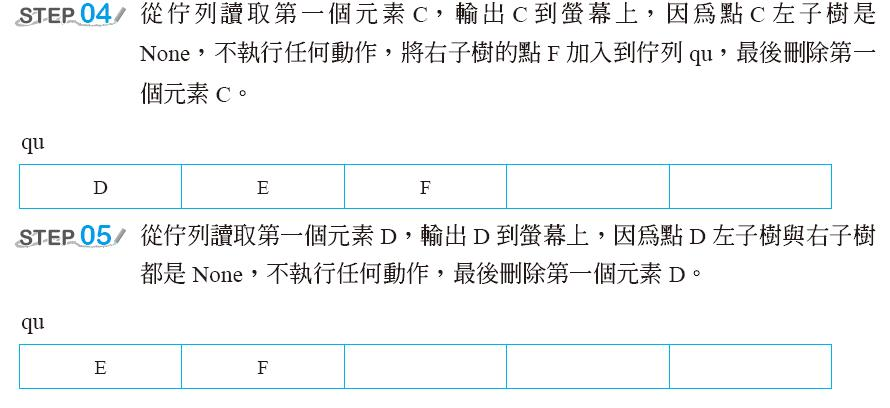 STEP 04 從佇列讀取第一個元素 C，輸出 C 到螢幕上，因為點 C 左子樹是
None，不執行任何動作，將右子樹的點 F 加入到佇列 qu，最後刪除第一
個元素 C。
qu
D E F
STEP 05 從佇列讀取第一個元素 D，輸出 D 到螢幕上，因為點 D 左子樹與右子樹
都是 None，不執行任何動作，最後刪除第一個元素 D。
qu
E F